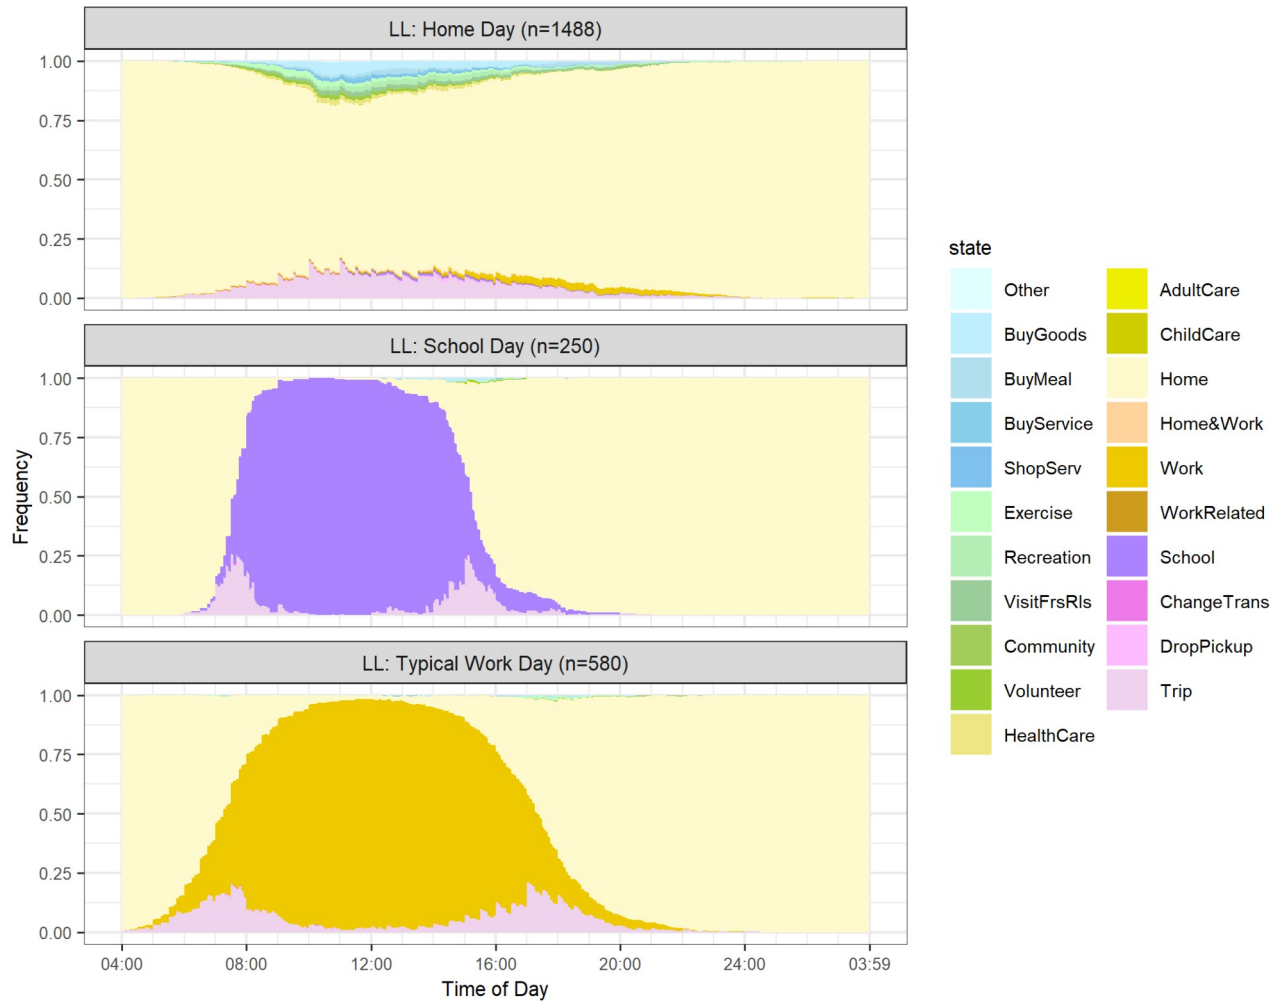 LL: Home Day (n=1488)
1.00
0.75
0.50
0.25
0.00
LL: School Day (n=250)
1.00
0.75
0.50
0.25
0.00
LL: Typical Work Day (n=580)
1.00
0.75
0.50
0.25
0.00
Frequency
04:00 08:00 12:00 16:00 20:00 24:00 03:59
Time of Day
state
Other AdultCare
BuyGoods ChildCare
BuyMeal Home
BuyService Home&Work
ShopServ Work
Exercise WorkRelated
Recreation School
VisitFrsRls ChangeTrans
Community DropPickup
Volunteer Trip
HealthCare